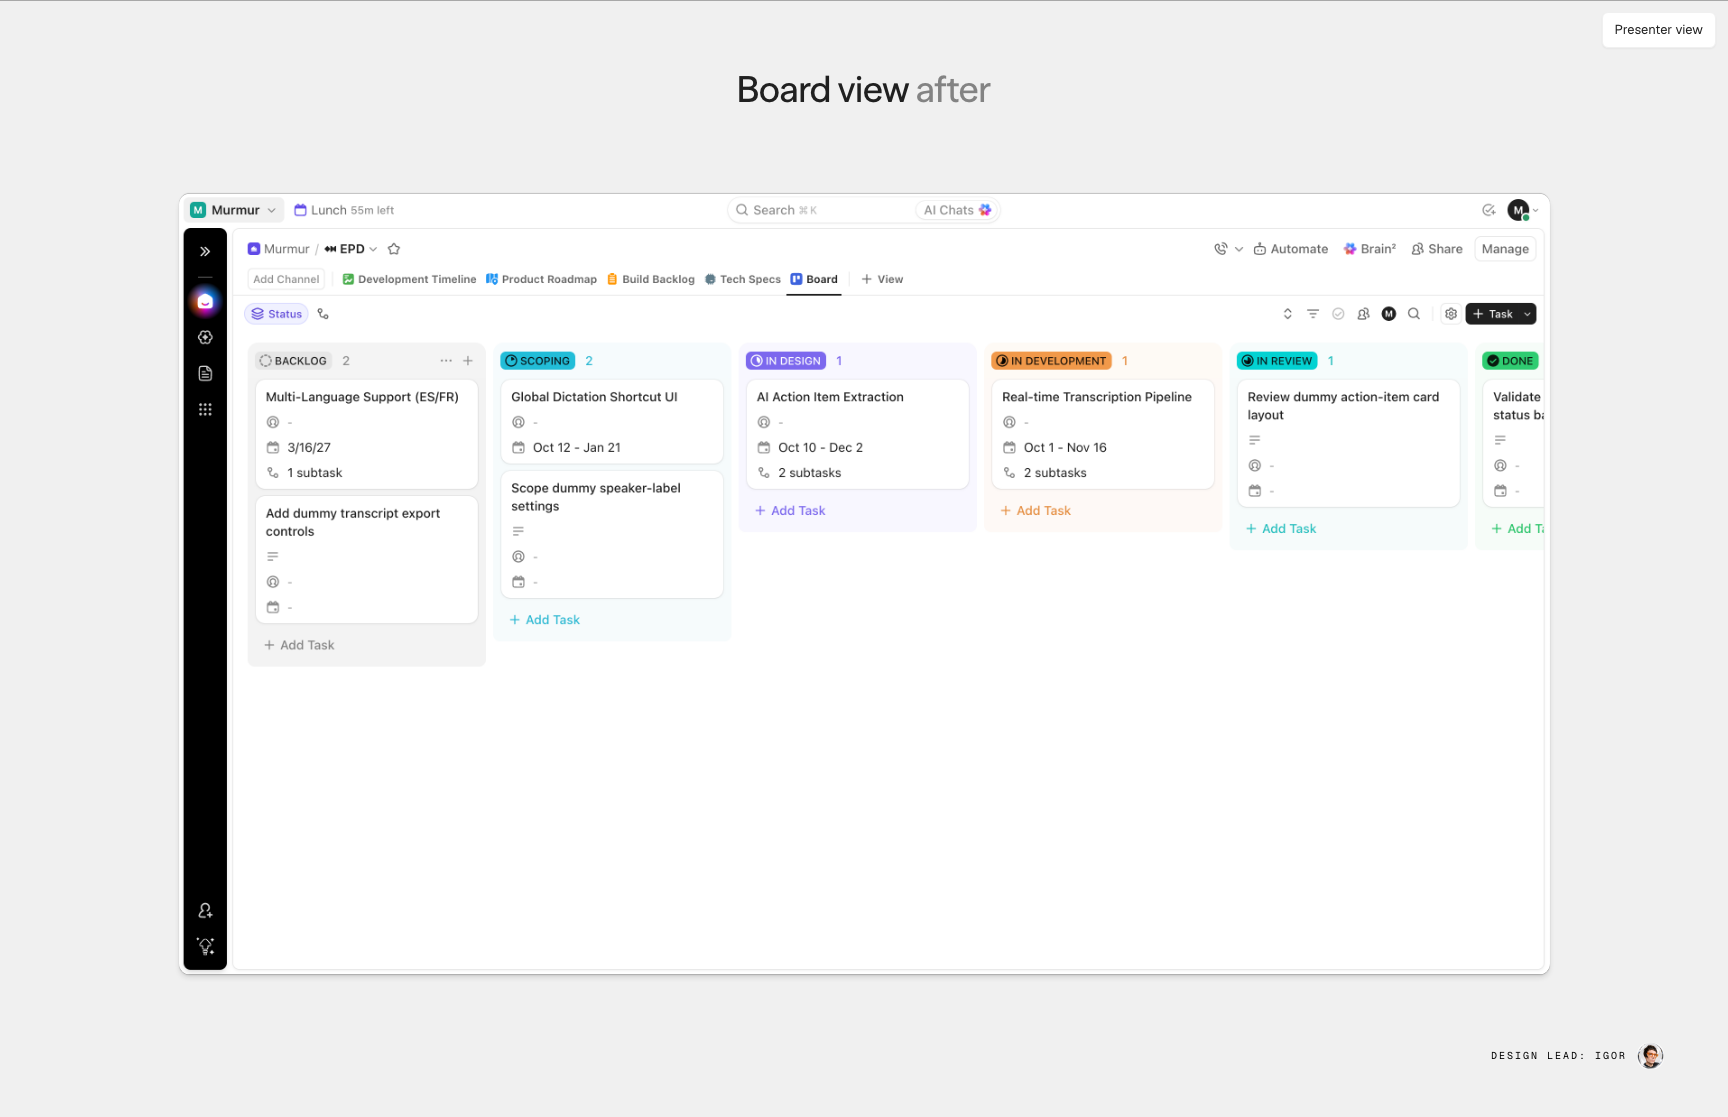 Presenter view
Board view after
M Murmur Lunch 55m left Search ⌘K AI Chats M
Murmur / EPD Automate Brain² Share Manage
Add Channel Development Timeline Product Roadmap Build Backlog Tech Specs Board + View
Status M + Task
BACKLOG 2
Multi-Language Support (ES/FR)
-
3/16/27
1 subtask
Add dummy transcript export
controls
-
-
+ Add Task
SCOPING 2
Global Dictation Shortcut UI
-
Oct 12 - Jan 21
Scope dummy speaker-label
settings
-
-
+ Add Task
IN DESIGN 1
AI Action Item Extraction
-
Oct 10 - Dec 2
2 subtasks
+ Add Task
IN DEVELOPMENT 1
Real-time Transcription Pipeline
-
Oct 1 - Nov 16
2 subtasks
+ Add Task
IN REVIEW 1
Review dummy action-item card
layout
-
-
+ Add Task
DONE
Validate
status ba
-
-
+ Add Ta
DESIGN LEAD: IGOR